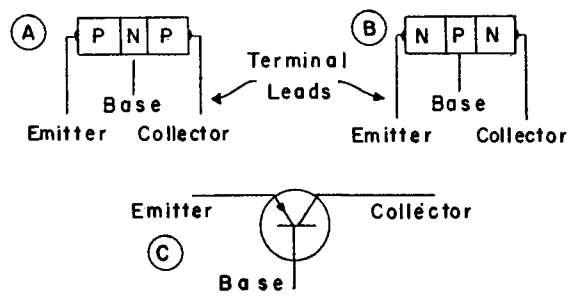 A
P N P
B
N P N
Terminal
Leads
Base
Base
Emitter Collector
Emitter Collector
Emitter
Collector
C
Base